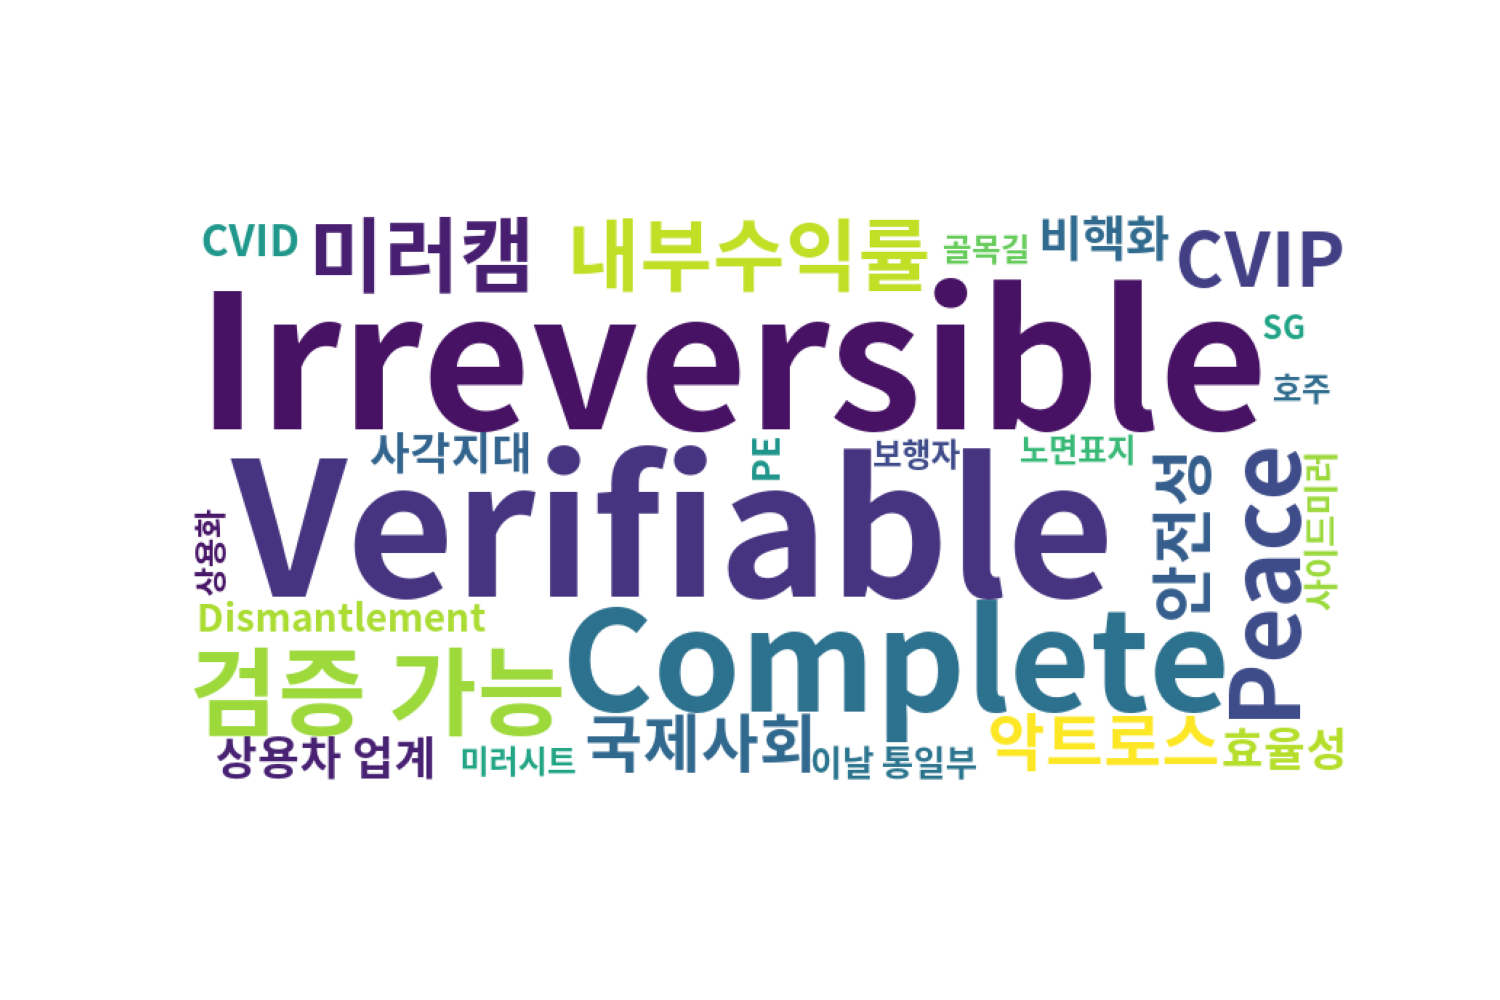 CVID 미러캠 내부수익률 골목길 비핵화 CVIP
Irreversible
SG
호주
사각지대 PE 보행자 노면표지
Verifiable
안전성
Peace
사이드미러
상용화
Dismantlement
Complete
검증 가능
상용차 업계 미러시트 국제사회 이날 통일부 악트로스 효율성